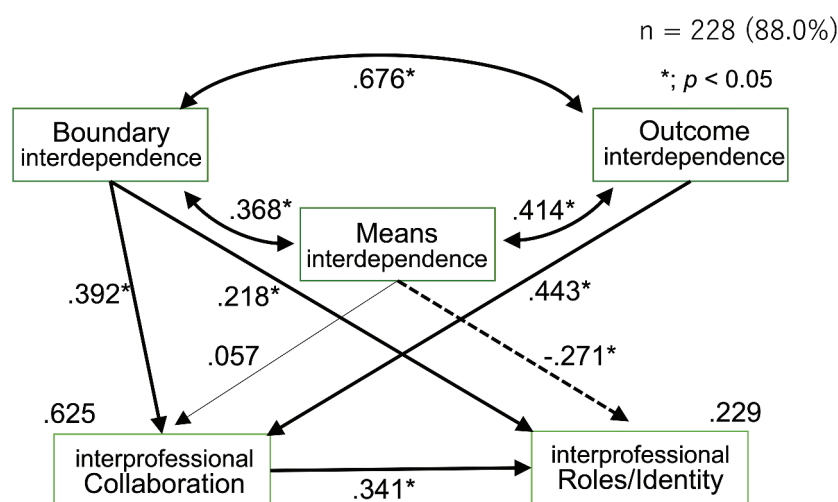 n = 228 (88.0%)
*; p < 0.05
.676*
Boundary
interdependence
Outcome
interdependence
.368*
.414*
Means
interdependence
.392*
.218*
.443*
.057
-.271*
.625
.229
interprofessional
Collaboration
interprofessional
Roles/Identity
.341*